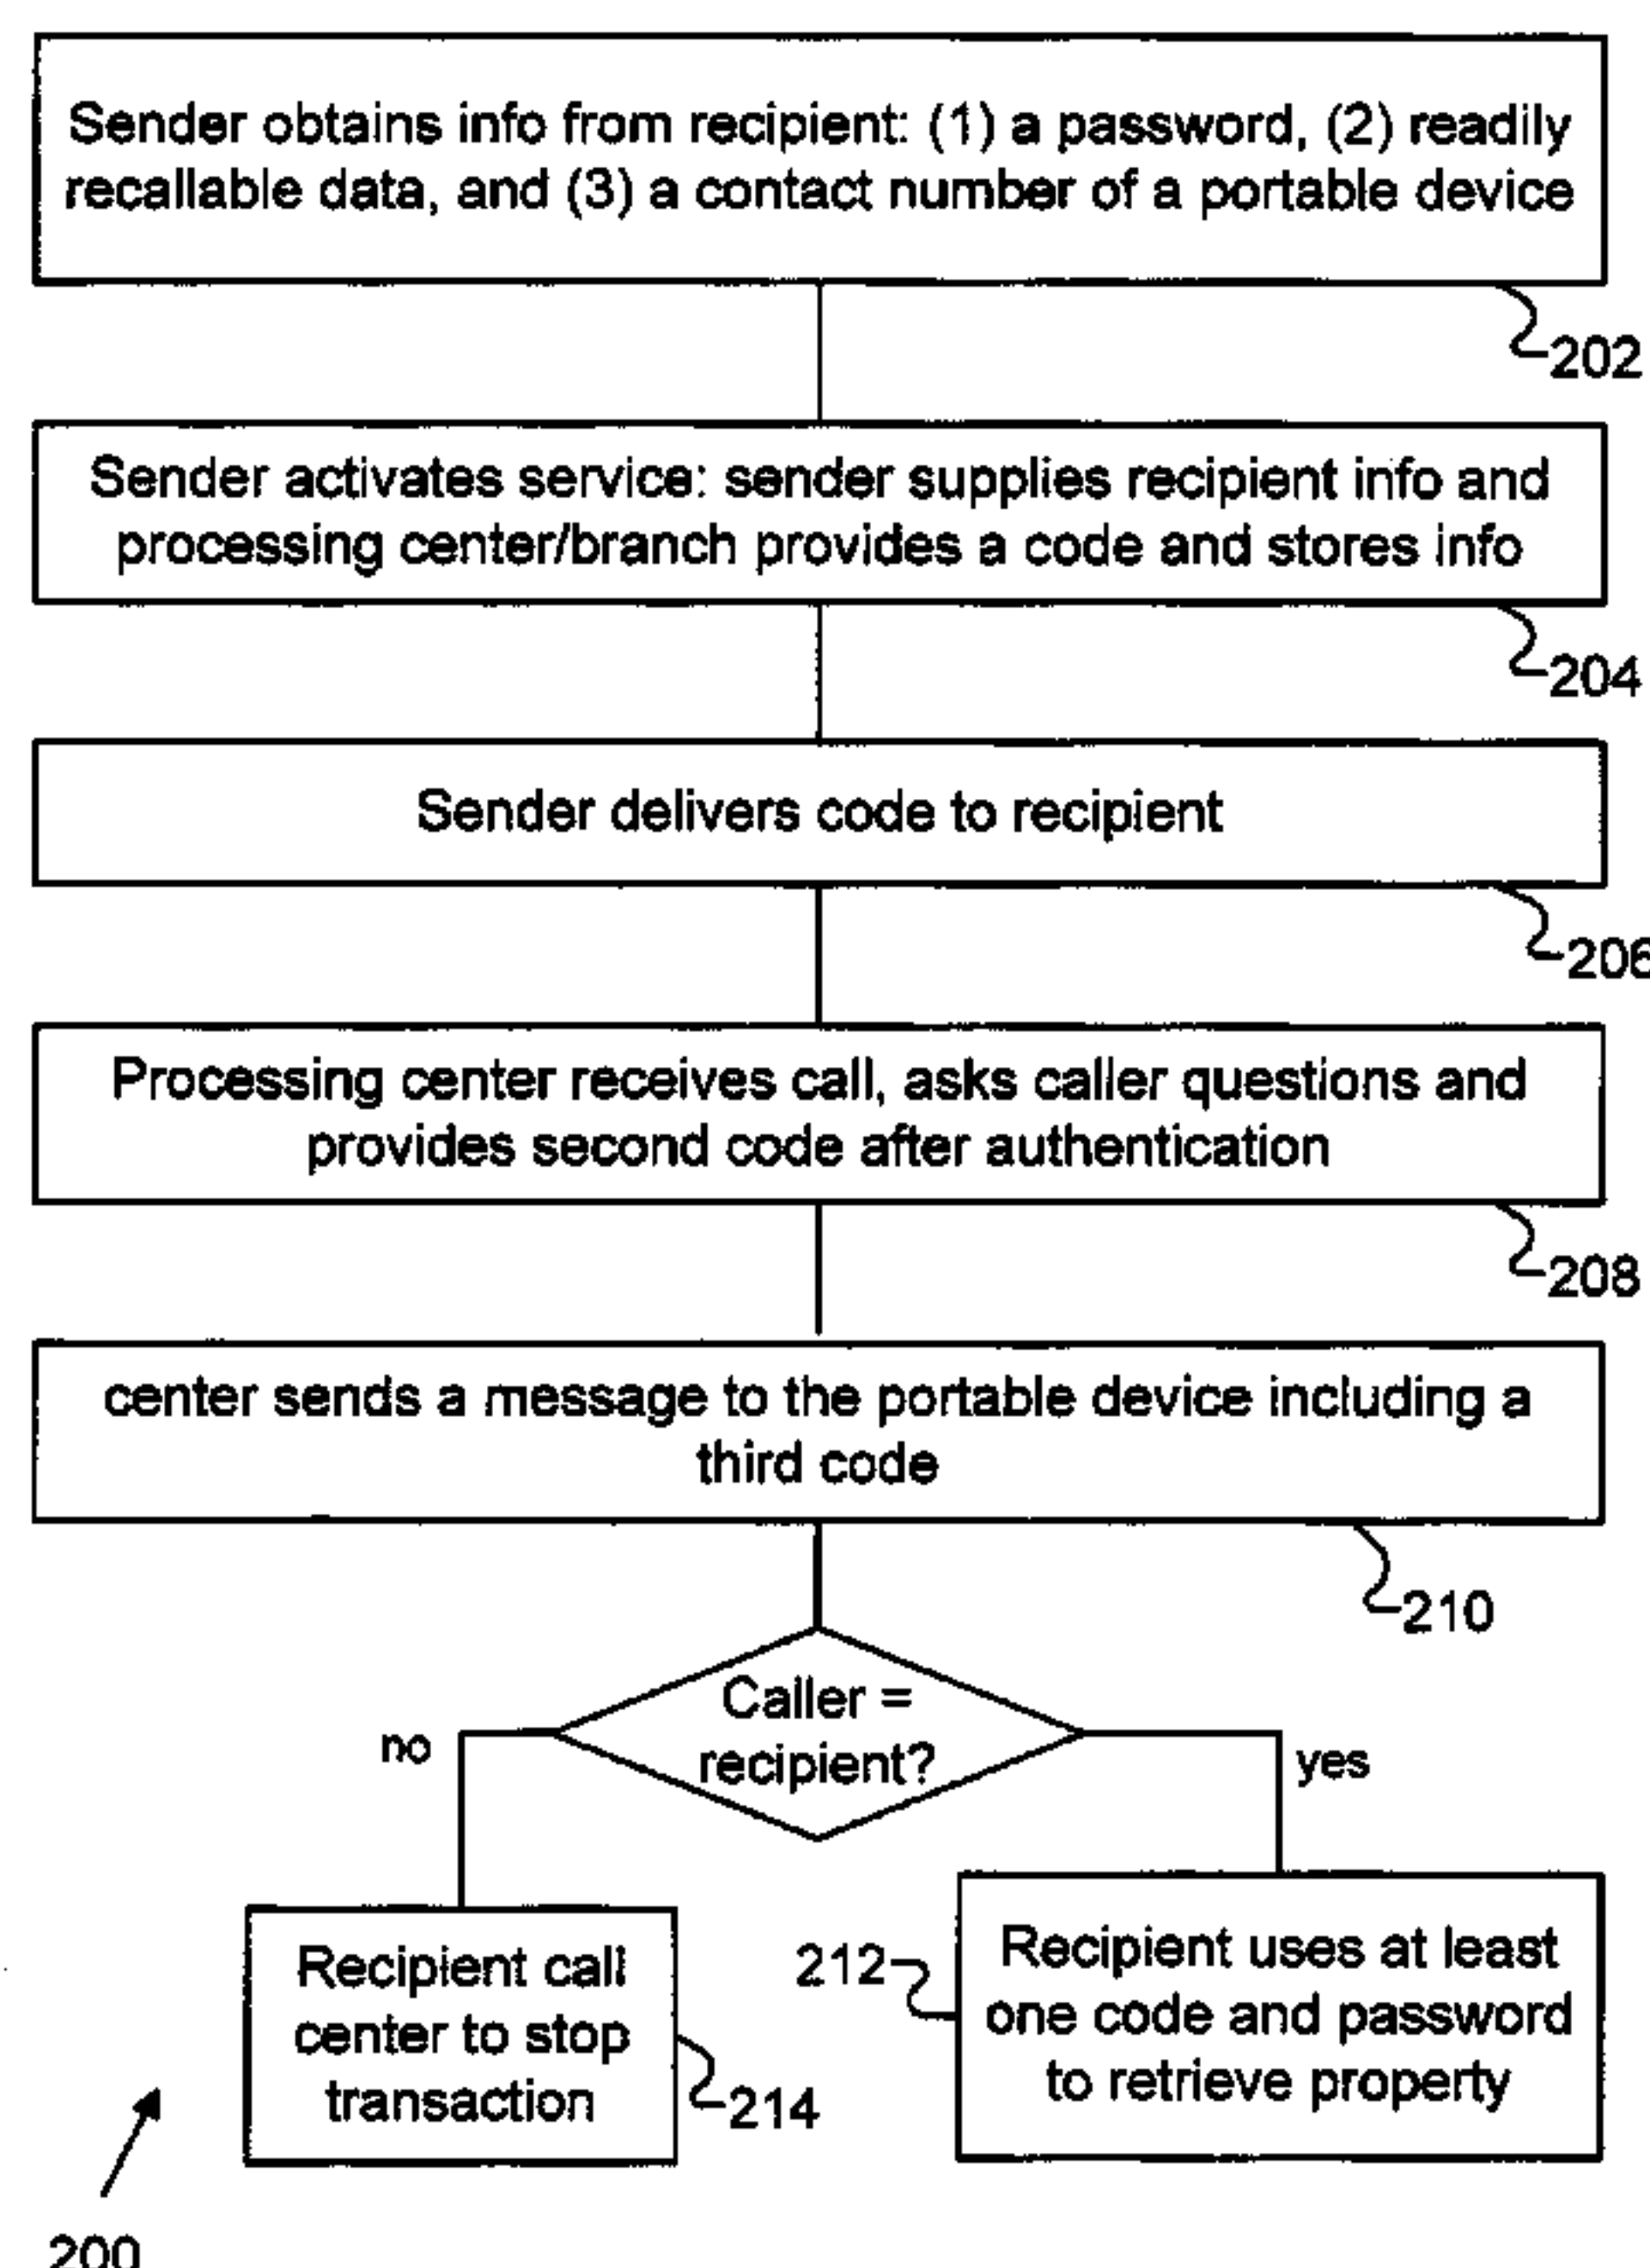 Sender obtains info from recipient: (1) a password, (2) readily
recallable data, and (3) a contact number of a portable device
202
Sender activates service: sender supplies recipient info and
processing center/branch provides a code and stores info
204
Sender delivers code to recipient
206
Processing center receives call, asks caller questions and
provides second code after authentication
208
center sends a message to the portable device including a
third code
210
Caller =
recipient?
no
yes
Recipient call
center to stop
transaction
214
212
Recipient uses at least
one code and password
to retrieve property
200